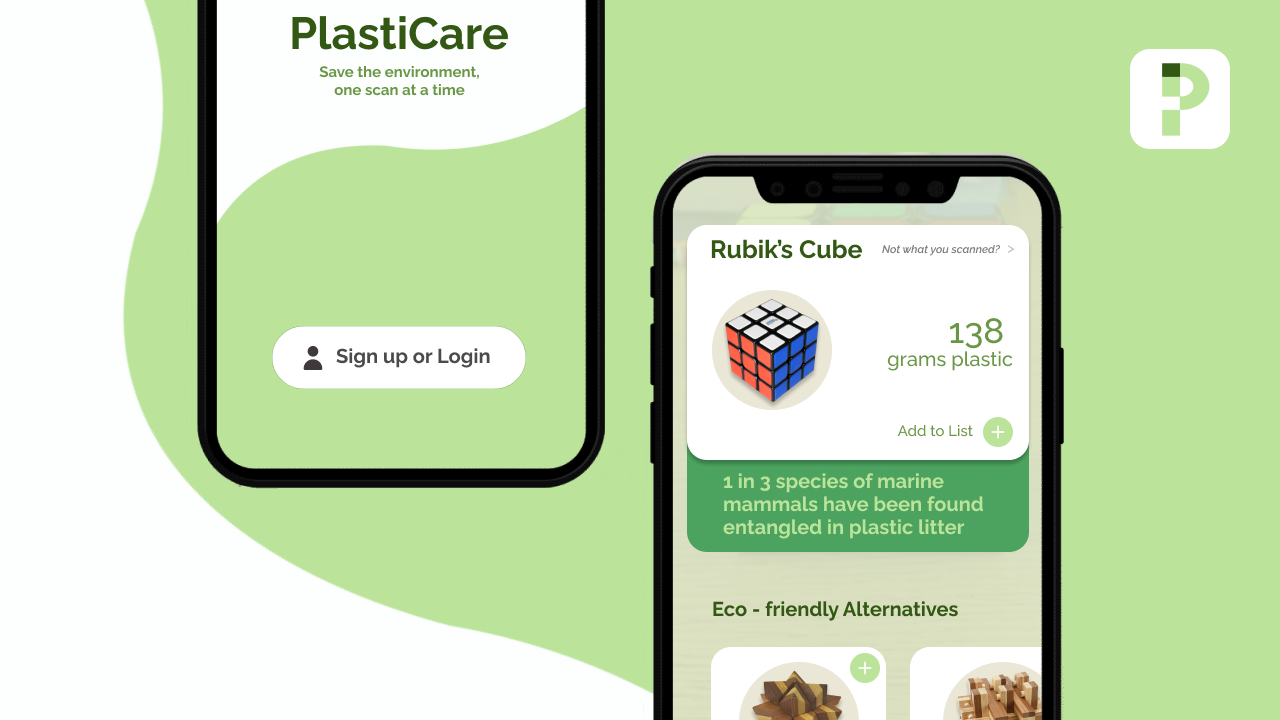 PlastiCare
Save the environment,
one scan at a time
Sign up or Login
P
Rubik’s Cube
Not what you scanned? >
138
grams plastic
Add to List +
1 in 3 species of marine
mammals have been found
entangled in plastic litter
Eco - friendly Alternatives
+